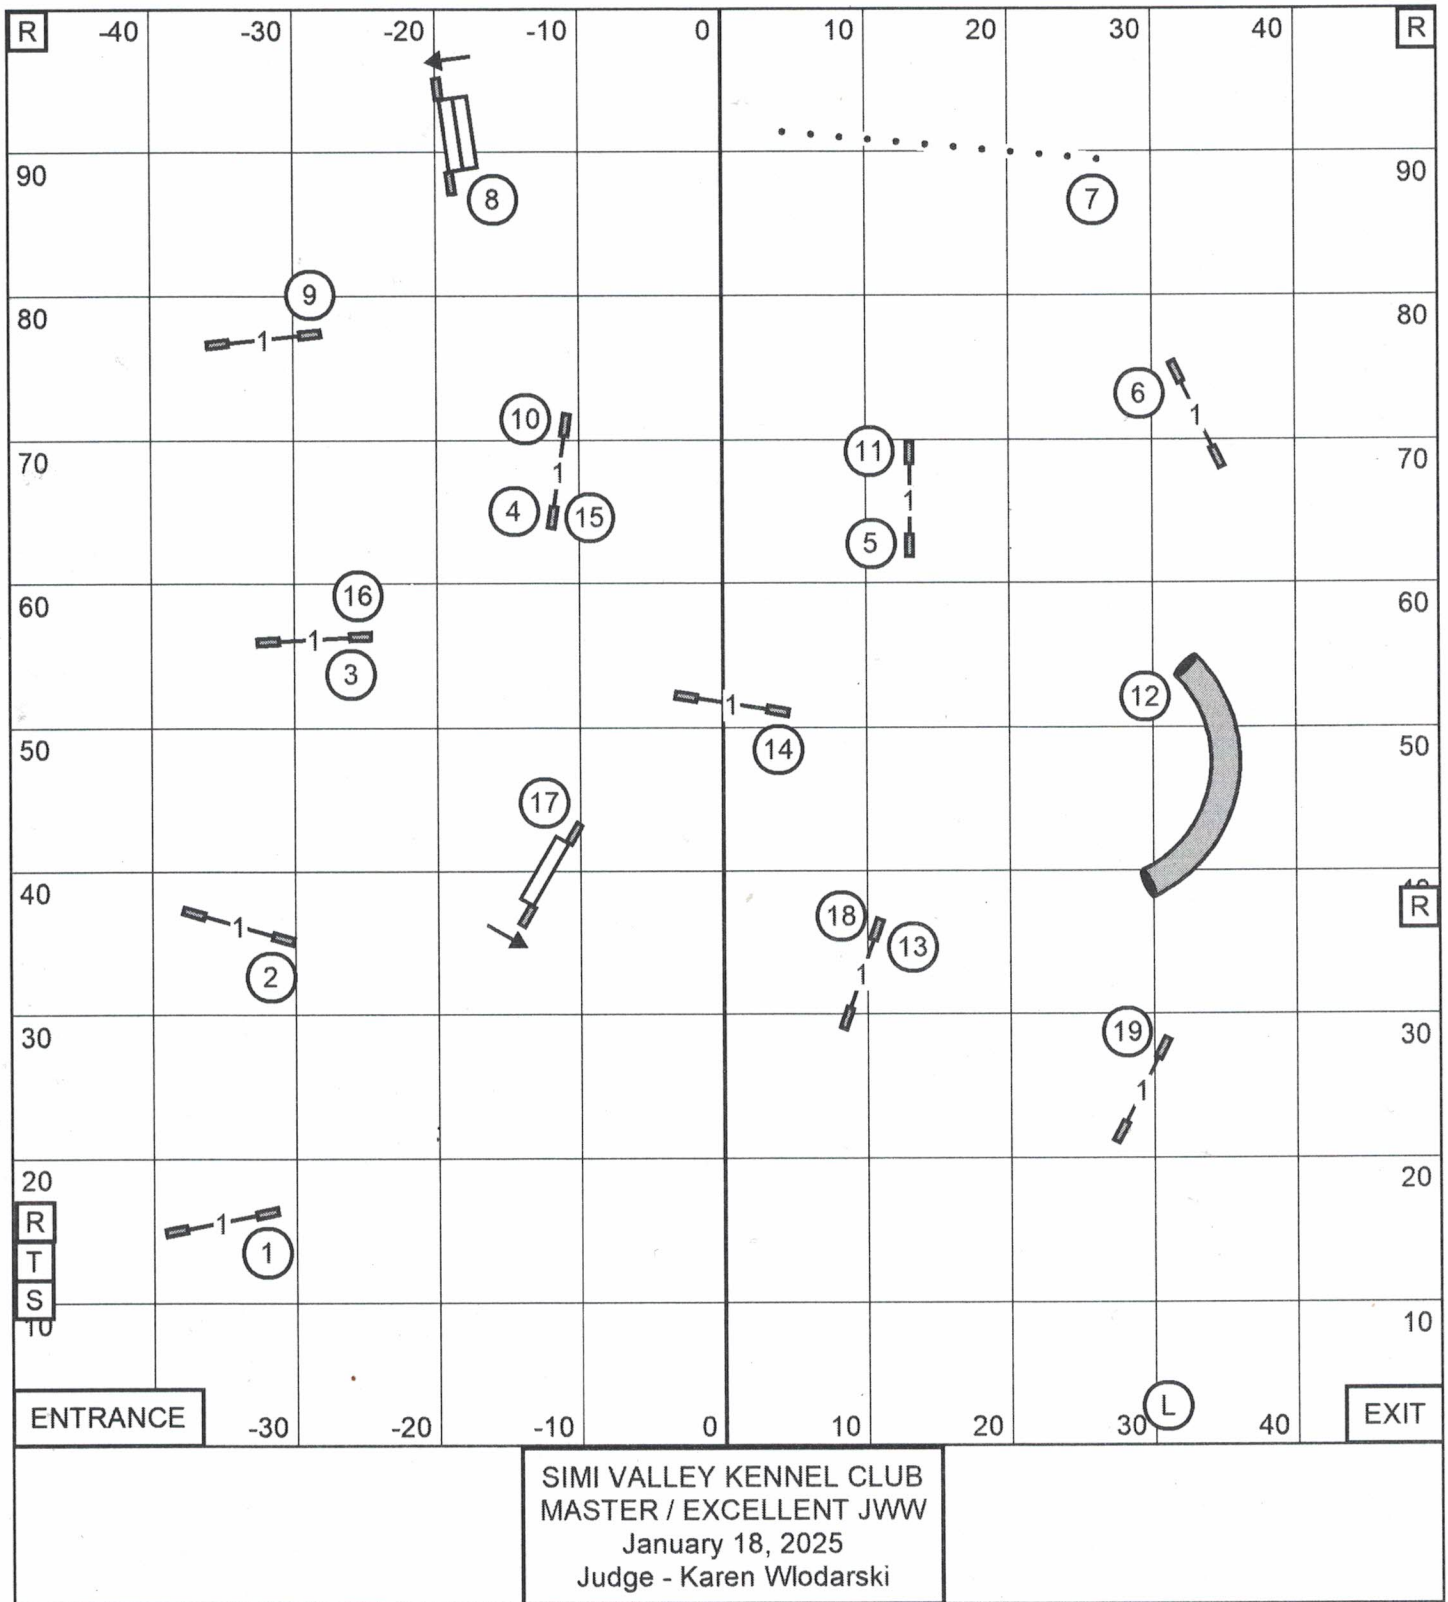 R -40 -30 -20 -10 0 10 20 30 40 R
90 8 7 90
9
80 80
1 6
10 1
70 11 70
1 4 15 1 5
16
60 60
1 3
12
1
50 14 50
17
40 40
18 13 R
1 2 1
30 19 30
1
20 20
R
1 1
T
S
10 10
ENTRANCE -30 -20 -10 0 10 20 30 L 40 EXIT
SIMI VALLEY KENNEL CLUB
MASTER / EXCELLENT JWW
January 18, 2025
Judge - Karen Wlodarski